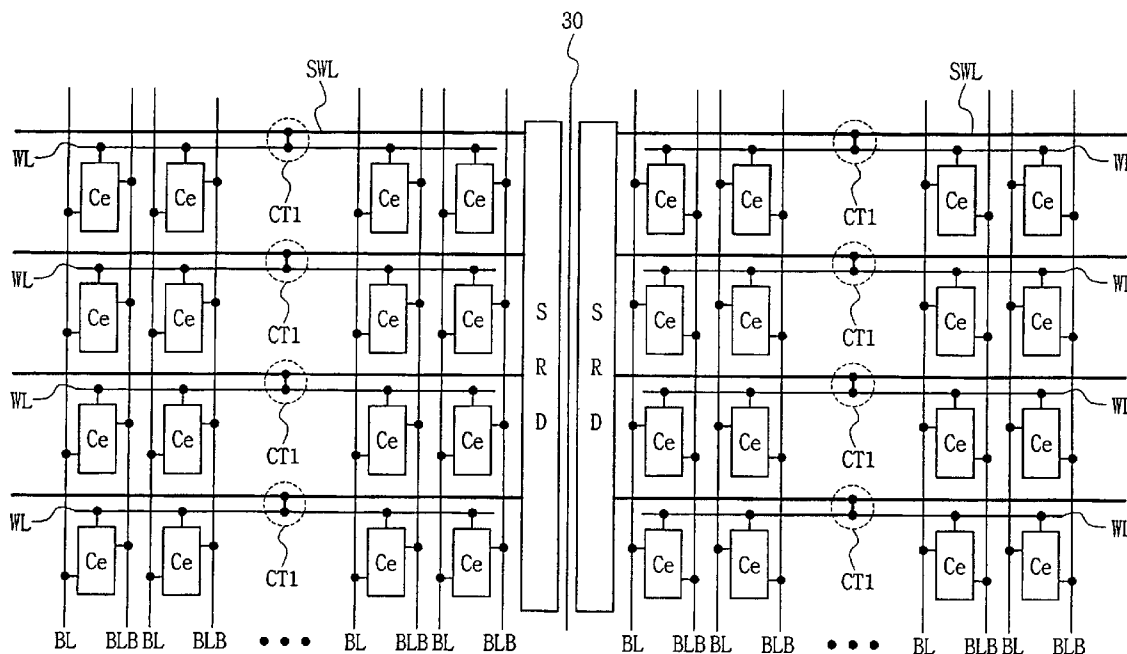 30
SWL SWL
WL WL
Ce Ce CT1 Ce Ce Ce Ce CT1 Ce Ce
WL WL
Ce Ce CT1 Ce Ce Ce Ce CT1 Ce Ce
S S
R R
WL WL
D D
Ce Ce CT1 Ce Ce Ce Ce CT1 Ce Ce
WL WL
Ce Ce CT1 Ce Ce Ce Ce CT1 Ce Ce
BL BLB BL BLB ••• BL BLB BL BLB BL BLB BL BLB ••• BL BLB BL BLB